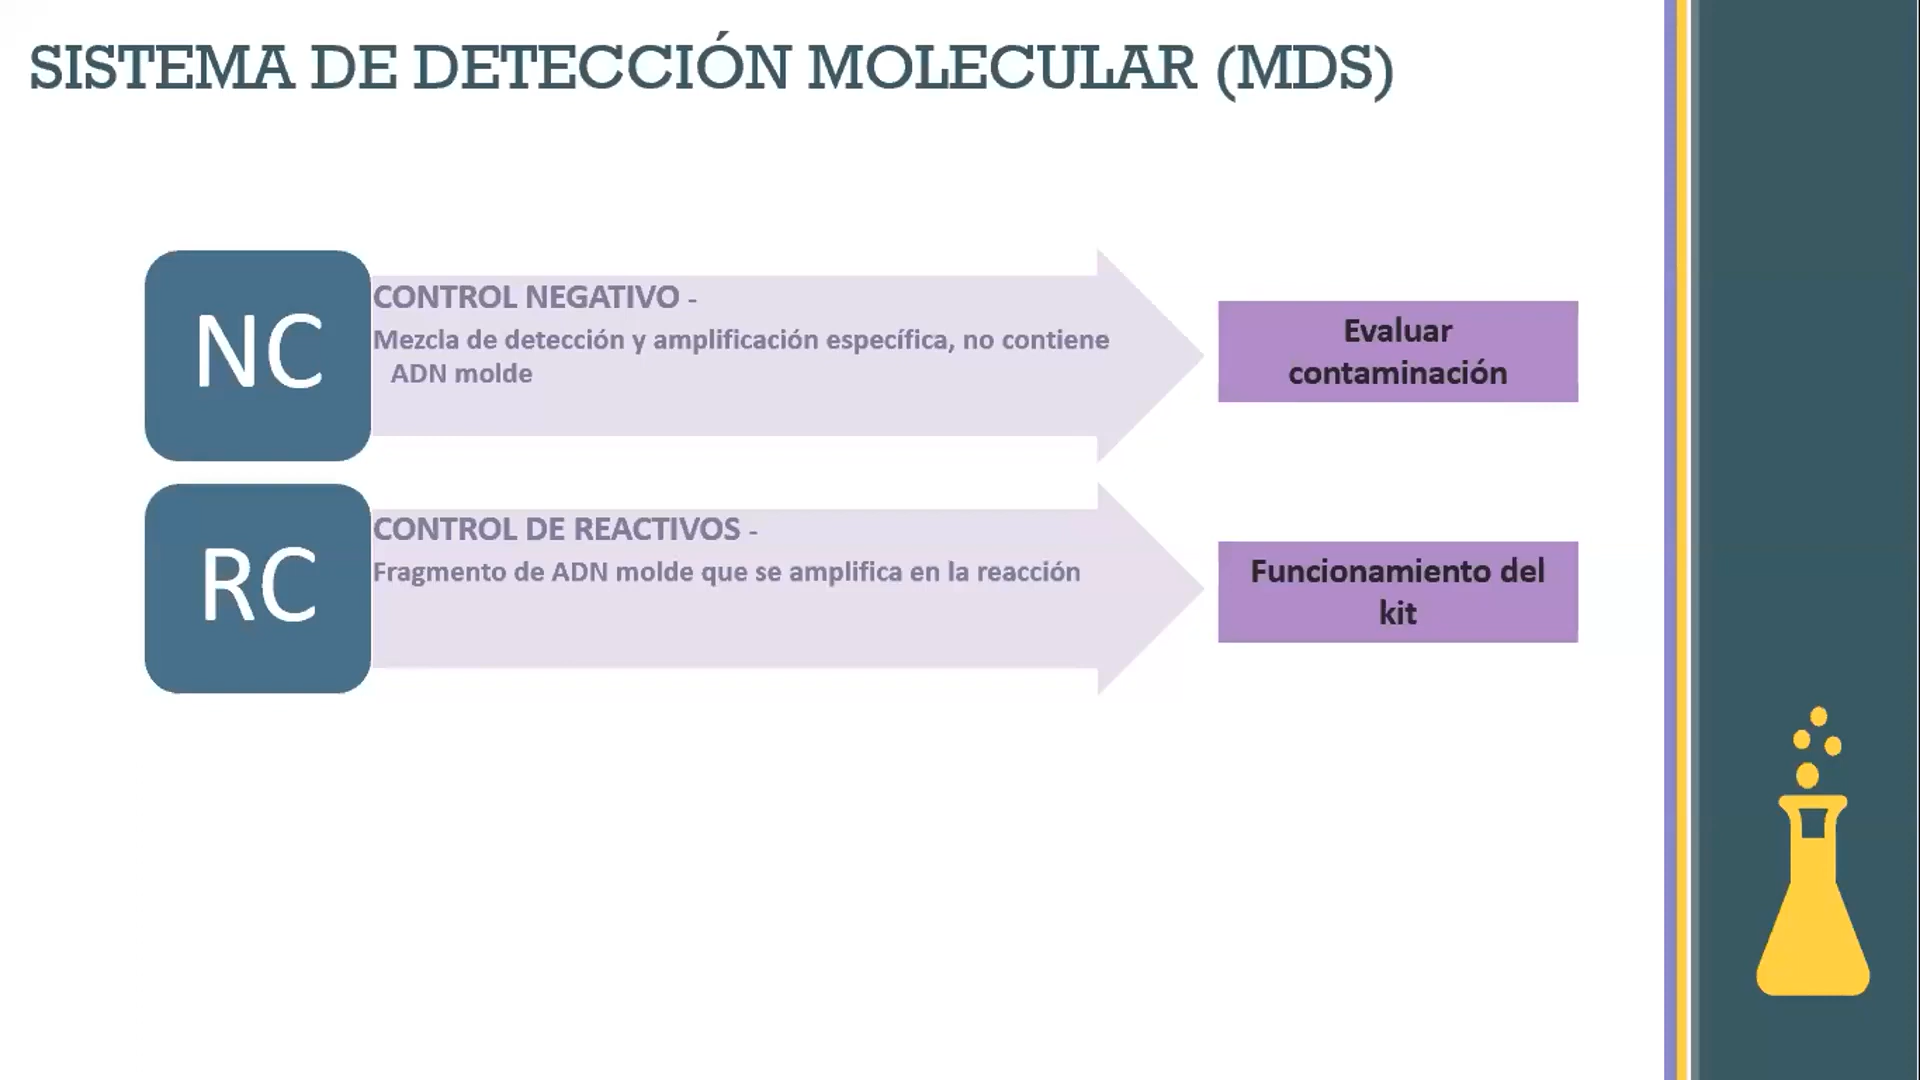 SISTEMA DE DETECCIÓN MOLECULAR (MDS)
NC
CONTROL NEGATIVO -
Mezcla de detección y amplificación específica, no contiene
ADN molde
Evaluar
contaminación
RC
CONTROL DE REACTIVOS -
Fragmento de ADN molde que se amplifica en la reacción
Funcionamiento del
kit